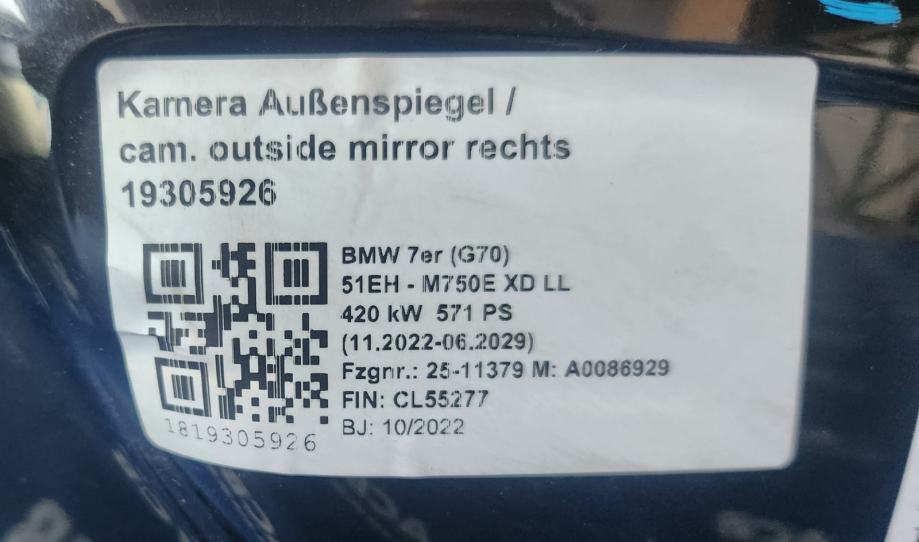 Kamera Außenspiegel /
cam. outside mirror rechts
19305926
BMW 7er (G70)
51EH - M750E XD LL
420 kW 571 PS
(11.2022-06.2029)
Fzgnr.: 25-11379 M: A0086929
FIN: CL55277
BJ: 10/2022
1819305926